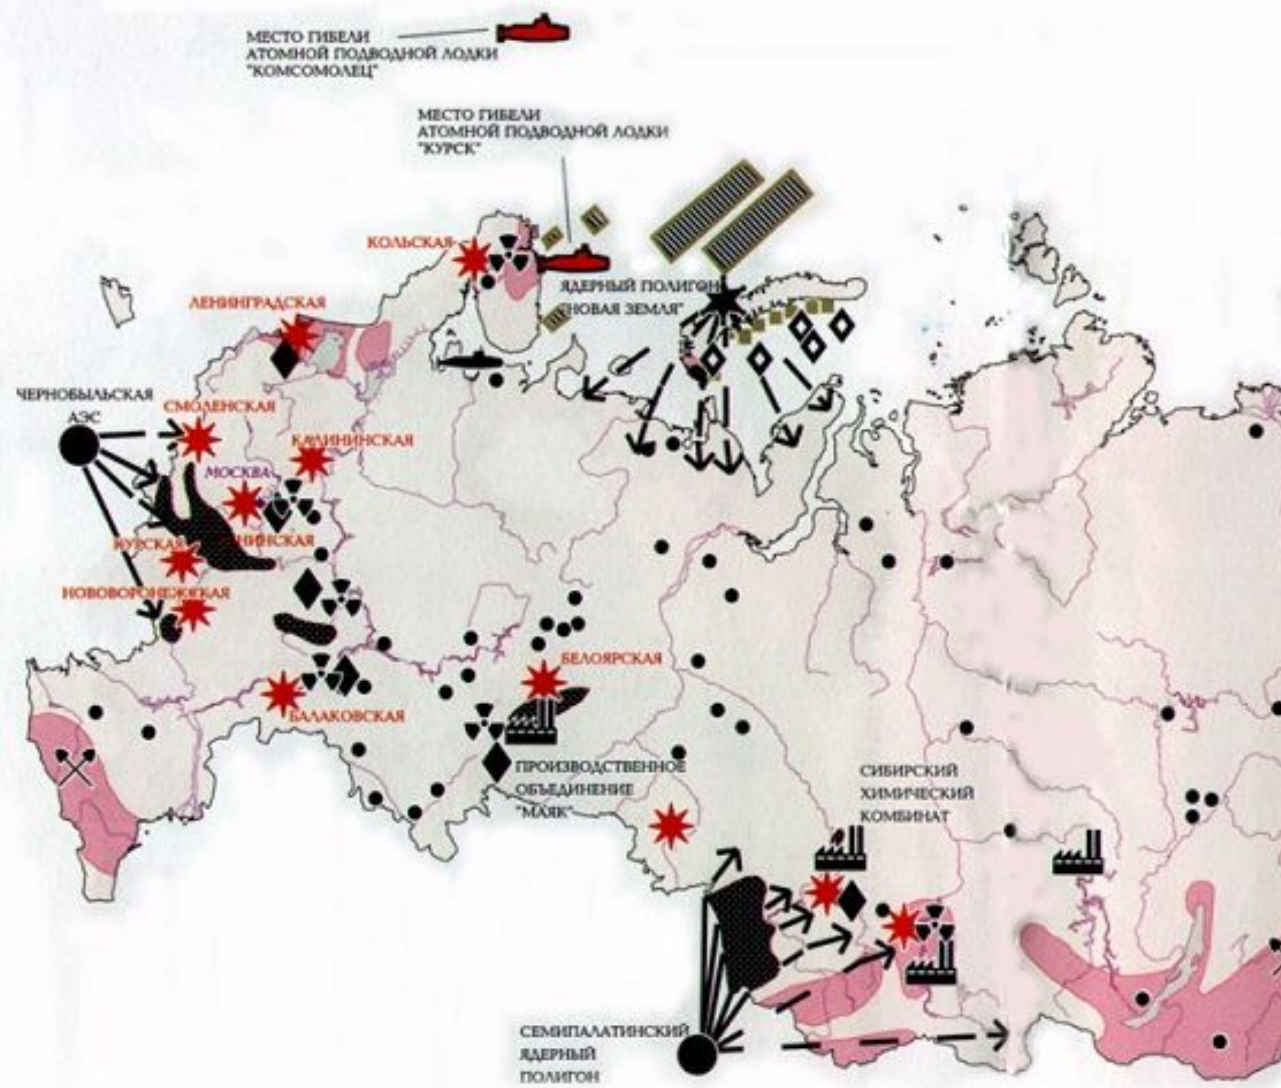 МЕСТО ГИБЕЛИ
АТОМНОЙ ПОДВОДНОЙ ЛОДКИ
"КОМСОМОЛЕЦ"
МЕСТО ГИБЕЛИ
АТОМНОЙ ПОДВОДНОЙ ЛОДКИ
"КУРСК"
КОЛЬСКАЯ
ЯДЕРНЫЙ ПОЛИГОН
"НОВАЯ ЗЕМЛЯ"
ЛЕНИНГРАДСКАЯ
ЧЕРНОБЫЛЬСКАЯ
АЭС
СМОЛЕНСКАЯ
КАЛИНИНСКАЯ
МОСКВА
КУРСКАЯ
НОВОВОРОНЕЖСКАЯ
БЕЛОЯРСКАЯ
БАЛАКОВСКАЯ
ПРОИЗВОДСТВЕННОЕ
ОБЪЕДИНЕНИЕ
"МАЯК"
СИБИРСКИЙ
ХИМИЧЕСКИЙ
КОМБИНАТ
СЕМИПАЛАТИНСКИЙ
ЯДЕРНЫЙ
ПОЛИГОН